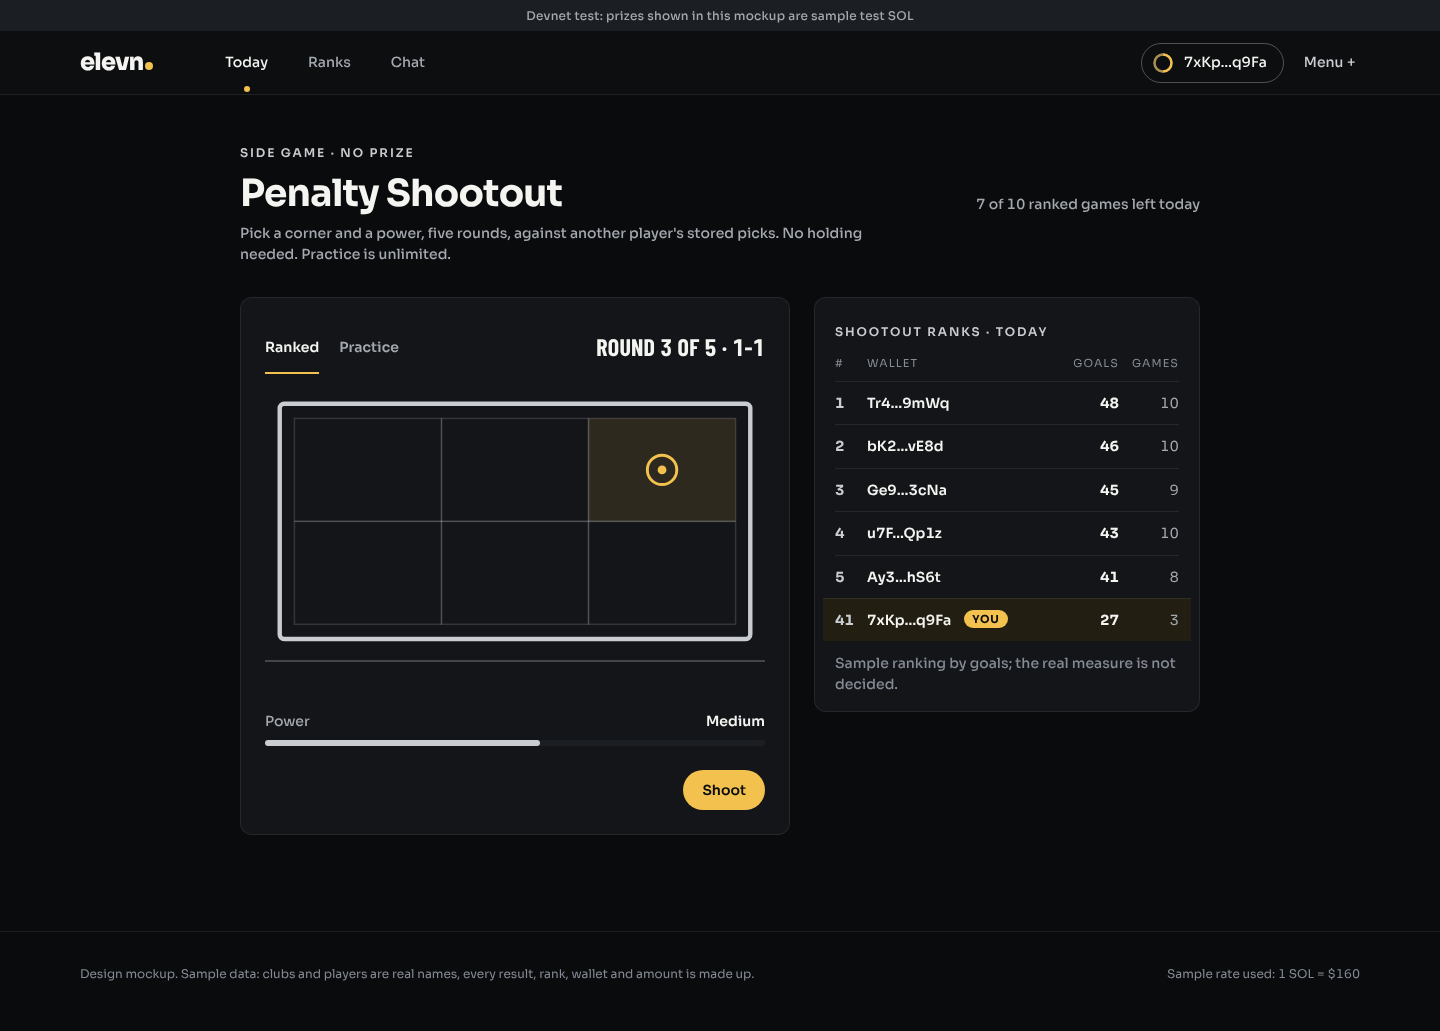 Devnet test: prizes shown in this mockup are sample test SOL
elevn.
Today
Ranks
Chat
7xKp...q9Fa
Menu +
SIDE GAME · NO PRIZE
Penalty Shootout
7 of 10 ranked games left today
Pick a corner and a power, five rounds, against another player's stored picks. No holding
needed. Practice is unlimited.
Ranked
Practice
ROUND 3 OF 5 · 1-1
Power
Medium
Shoot
SHOOTOUT RANKS · TODAY
# WALLET GOALS GAMES
1 Tr4...9mWq 48 10
2 bK2...vE8d 46 10
3 Ge9...3cNa 45 9
4 u7F...Qp1z 43 10
5 Ay3...hS6t 41 8
41 7xKp...q9Fa YOU 27 3
Sample ranking by goals; the real measure is not
decided.
Design mockup. Sample data: clubs and players are real names, every result, rank, wallet and amount is made up.
Sample rate used: 1 SOL = $160